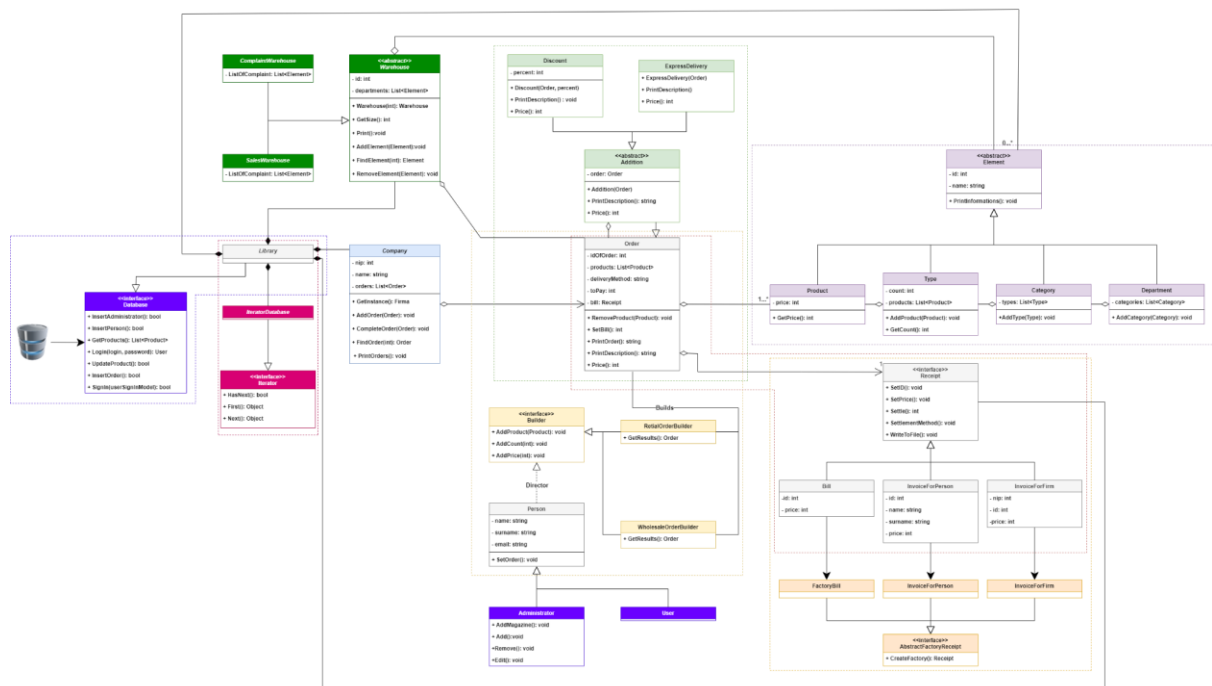 ComplaintWarehouse
- ListOfComplaint: List<Element>
SalesWarehouse
- ListOfComplaint: List<Element>
<<abstract>>
Warehouse
- id: int
- departments: List<Element>
+ Warehouse(int): Warehouse
+ GetSize(): int
+ Print():void
+ AddElement(Element):void
+ FindElement(int): Element
+ RemoveElement(Element): void
Discount
- percent: int
+ Discount(Order, percent)
+ PrintDescription() : void
+ Price(): int
ExpressDelivery
+ ExpressDelivery(Order)
+ PrintDescription()
+ Price(): int
<<abstract>>
Addition
- order: Order
+ Addition(Order)
+ PrintDescription(): string
+ Price(): int
0...*
<<abstract>>
Element
- id: int
- name: string
+ PrintInformations(): void
Library
Company
- nip: int
- name: string
- orders: List<Order>
+ GetInstance(): Firma
+ AddOrder(Order): void
+ CompleteOrder(Order): void
+ FindOrder(int): Order
+ PrintOrders(): void
Order
- idOfOrder: int
- products: List<Product>
- deliveryMethod: string
- toPay: int
- bill: Receipt
+ RemoveProduct(Product): void
+ SetBill(): int
+ PrintOrder(): string
+ PrintDescription(): string
+ Price(): int
1...*
Product
- price: int
+ GetPrice(): int
Type
- count: int
- products: List<Product>
+ AddProduct(Product): void
+ GetCount(): int
Category
- types: List<Type>
+AddType(Type): void
Department
- categories: List<Category>
+ AddCategory(Category): void
<<Interface>>
Database
+ InsertAdministrator(): bool
+ InsertPerson(): bool
+ GetProducts(): List<Product>
+ Login(login, password): User
+ UpdateProduct(): bool
+ InsertOrder(): bool
+ SignIn(userSignInModel): bool
IteratorDatabase
<<Interface>>
Iterator
+ HasNext(): bool
+ First(): Object
+ Next(): Object
1
<<Interface>>
Receipt
+ SetID(): void
+ SetPrice(): void
+ Settle(): int
+ SettlementMethod(): void
+ WriteToFile(): void
Builds
<<Interface>>
Builder
+ AddProduct(Product): void
+ AddCount(int): void
+ AddPrice(int): void
RetialOrderBuilder
+ GetResults(): Order
Director
Person
- name: string
- surname: string
- email: string
+ SetOrder(): void
WholesaleOrderBuilder
+ GetResults(): Order
Bill
-id: int
- price: int
InvoiceForPerson
- id: int
- name: string
- surname: string
- price: int
InvoiceForFirm
- nip: int
- id: int
-price: int
FactoryBill
InvoiceForPerson
InvoiceForFirm
Administrator
+ AddMagazine(): void
+ Add():void
+Remove(): void
+Edit(): void
User
<<Interface>>
AbstractFactoryReceipt
+ CreateFactory(): Receipt